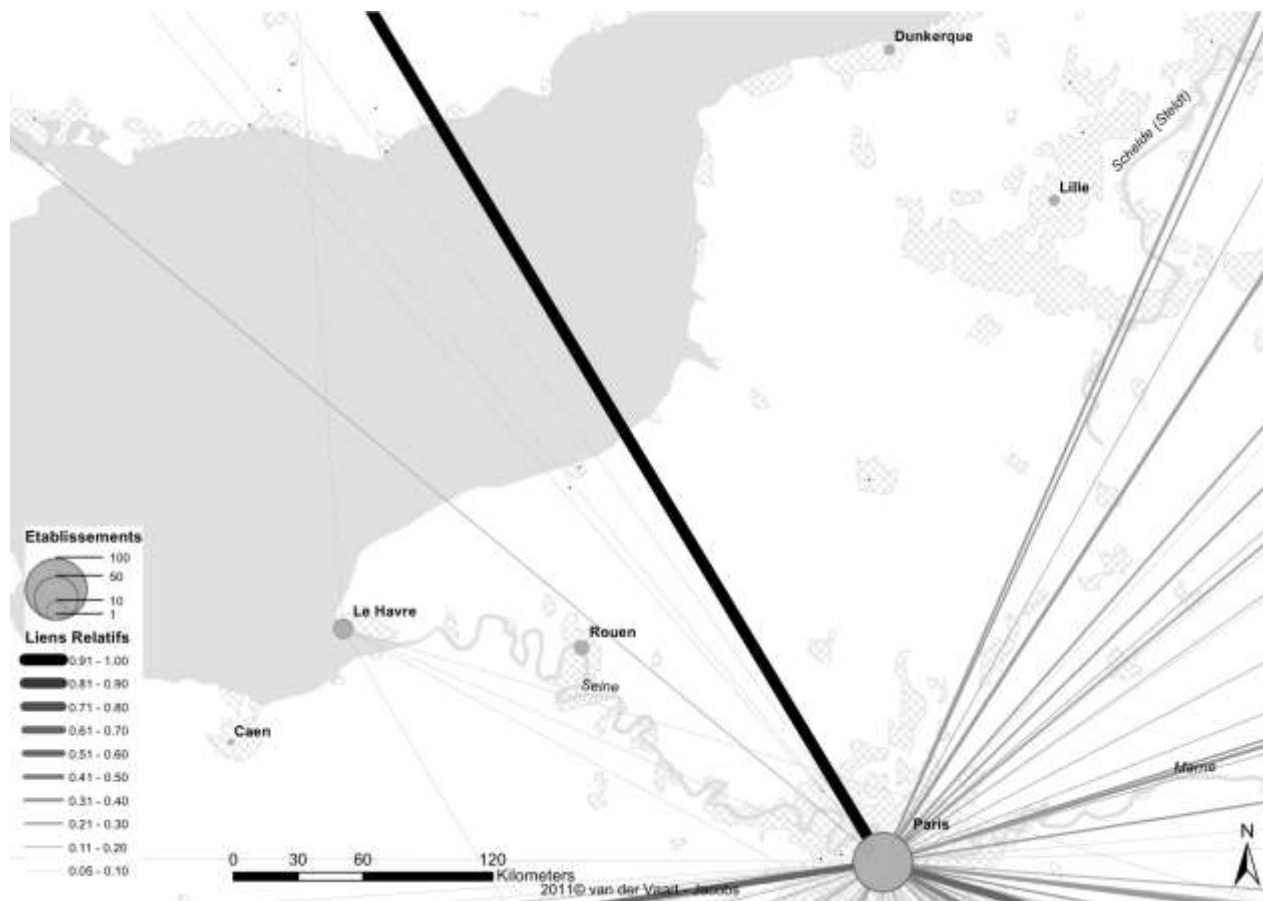 Dunkerque
Schelde (Steldt)
Lille
Etablissements
100
50
10
1
Liens Relatifs
0.91 - 1.00
0.81 - 0.90
0.71 - 0.80
0.61 - 0.70
0.51 - 0.60
0.41 - 0.50
0.31 - 0.40
0.21 - 0.30
0.11 - 0.20
0.05 - 0.10
Le Havre
Rouen
Seine
Caen
Marne
Paris
N
0 30 60 120
Kilometers
2011© van der Vaart - Jacobs